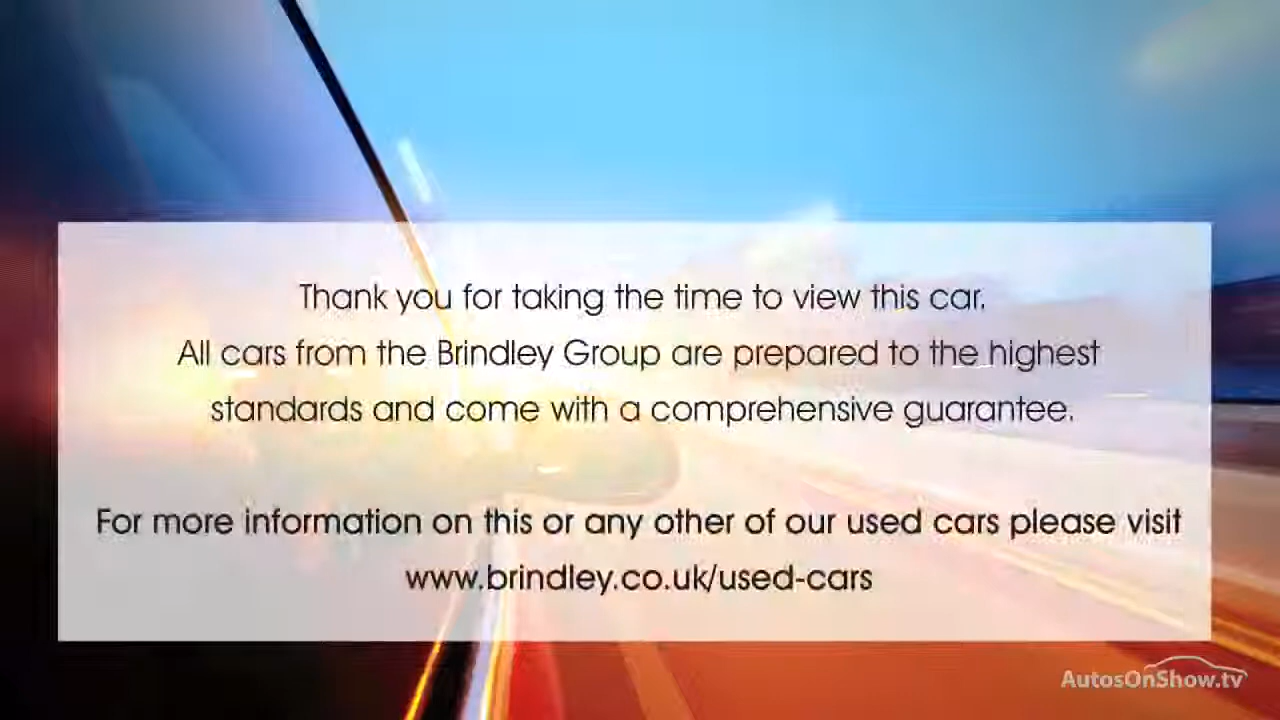 Thank you for taking the time to view this car.
All cars from the Brindley Group are prepared to the highest
standards and come with a comprehensive guarantee.
For more information on this or any other of our used cars please visit
www.brindley.co.uk/used-cars
AutosOnShow.tv